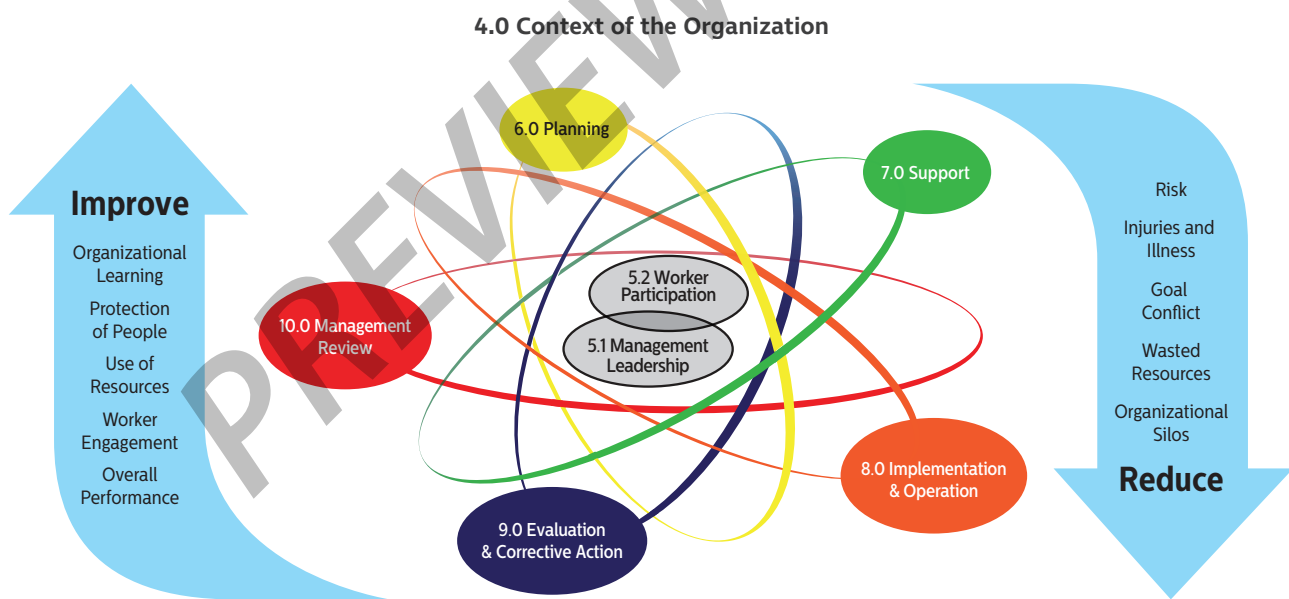 4.0 Context of the Organization
PREVIEW
Improve
Organizational
Learning
Protection
of People
Use of
Resources
Worker
Engagement
Overall
Performance
6.0 Planning
7.0 Support
5.2 Worker
Participation
5.1 Management
Leadership
10.0 Management
Review
8.0 Implementation
& Operation
9.0 Evaluation
& Corrective Action
Risk
Injuries and
Illness
Goal
Conflict
Wasted
Resources
Organizational
Silos
Reduce